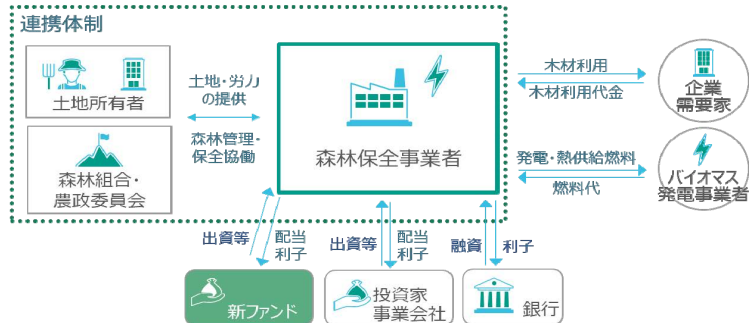 連携体制
土地所有者
森林組合・
農政委員会
土地・労力
の提供
森林管理・
保全協働
森林保全事業者
木材利用
木材利用代金
企業
需要家
発電・熱供給燃料
燃料代
バイオマス
発電事業者
出資等
配当
利子
出資等
配当
利子
融資
利子
新ファンド
投資家
事業会社
銀行